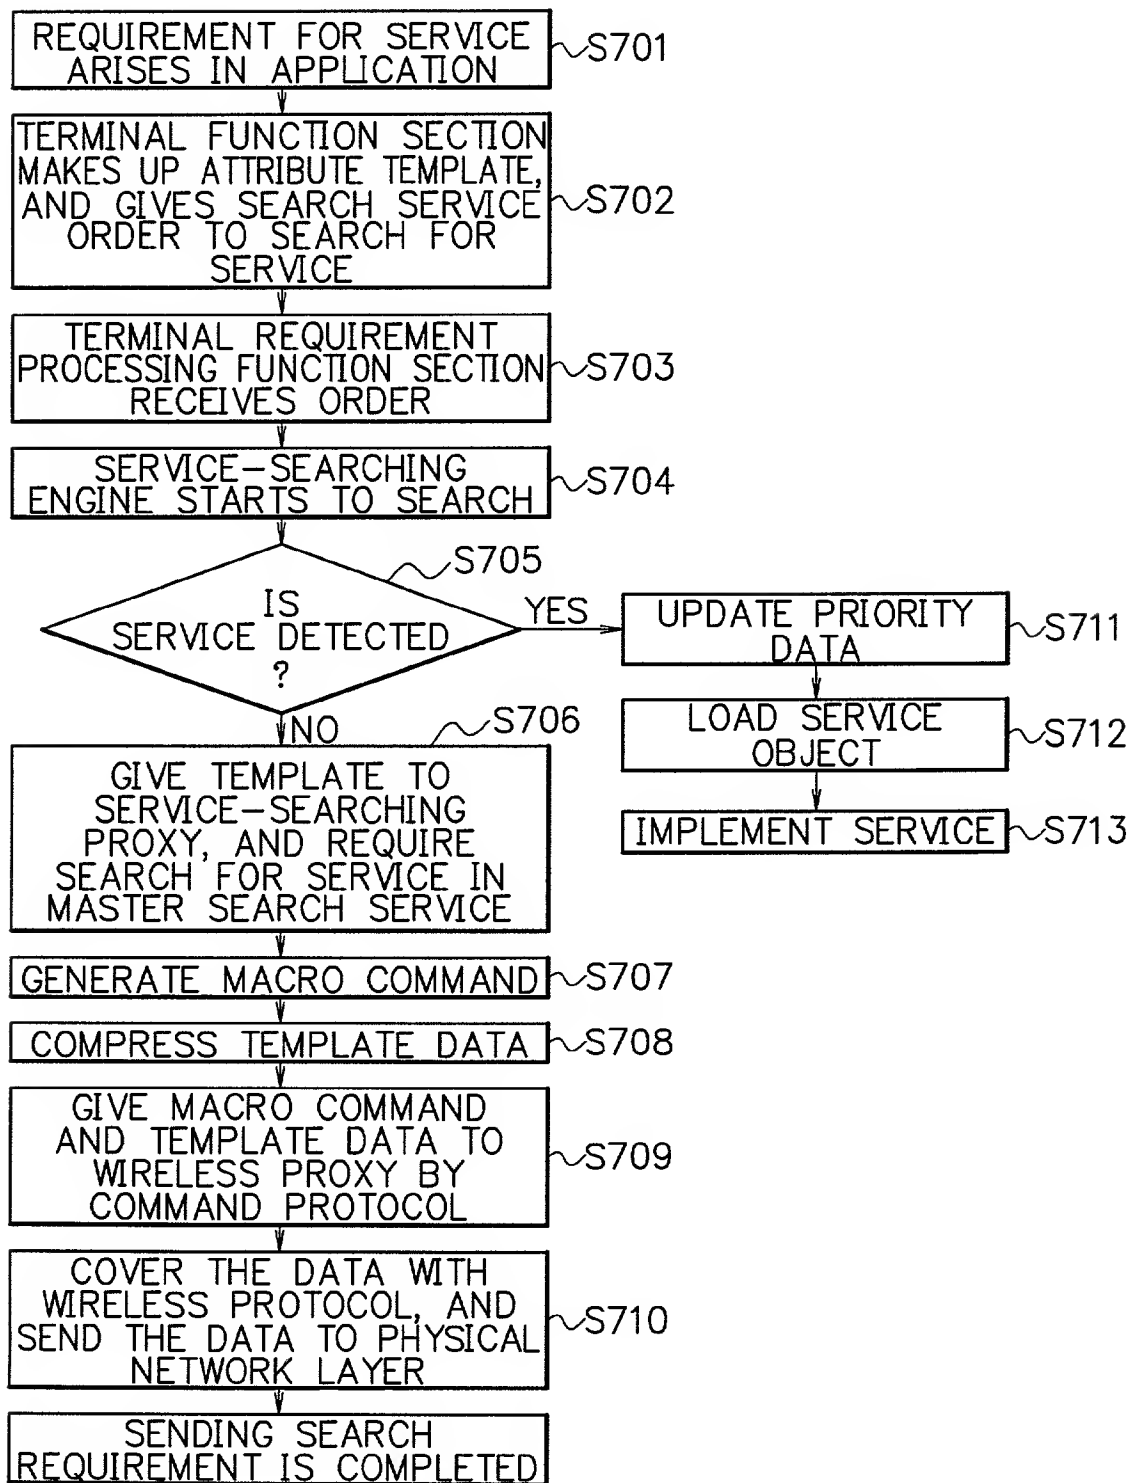 REQUIREMENT FOR SERVICE
ARISES IN APPLICATION
S701
TERMINAL FUNCTION SECTION
MAKES UP ATTRIBUTE TEMPLATE,
AND GIVES SEARCH SERVICE
ORDER TO SEARCH FOR
SERVICE
S702
TERMINAL REQUIREMENT
PROCESSING FUNCTION SECTION
RECEIVES ORDER
S703
SERVICE-SEARCHING
ENGINE STARTS TO SEARCH
S704
IS
SERVICE DETECTED
?
S705
YES
UPDATE PRIORITY
DATA
S711
LOAD SERVICE
OBJECT
S712
IMPLEMENT SERVICE
S713
NO
S706
GIVE TEMPLATE TO
SERVICE-SEARCHING
PROXY, AND REQUIRE
SEARCH FOR SERVICE IN
MASTER SEARCH SERVICE
GENERATE MACRO COMMAND
S707
COMPRESS TEMPLATE DATA
S708
GIVE MACRO COMMAND
AND TEMPLATE DATA TO
WIRELESS PROXY BY
COMMAND PROTOCOL
S709
COVER THE DATA WITH
WIRELESS PROTOCOL, AND
SEND THE DATA TO PHYSICAL
NETWORK LAYER
S710
SENDING SEARCH
REQUIREMENT IS COMPLETED